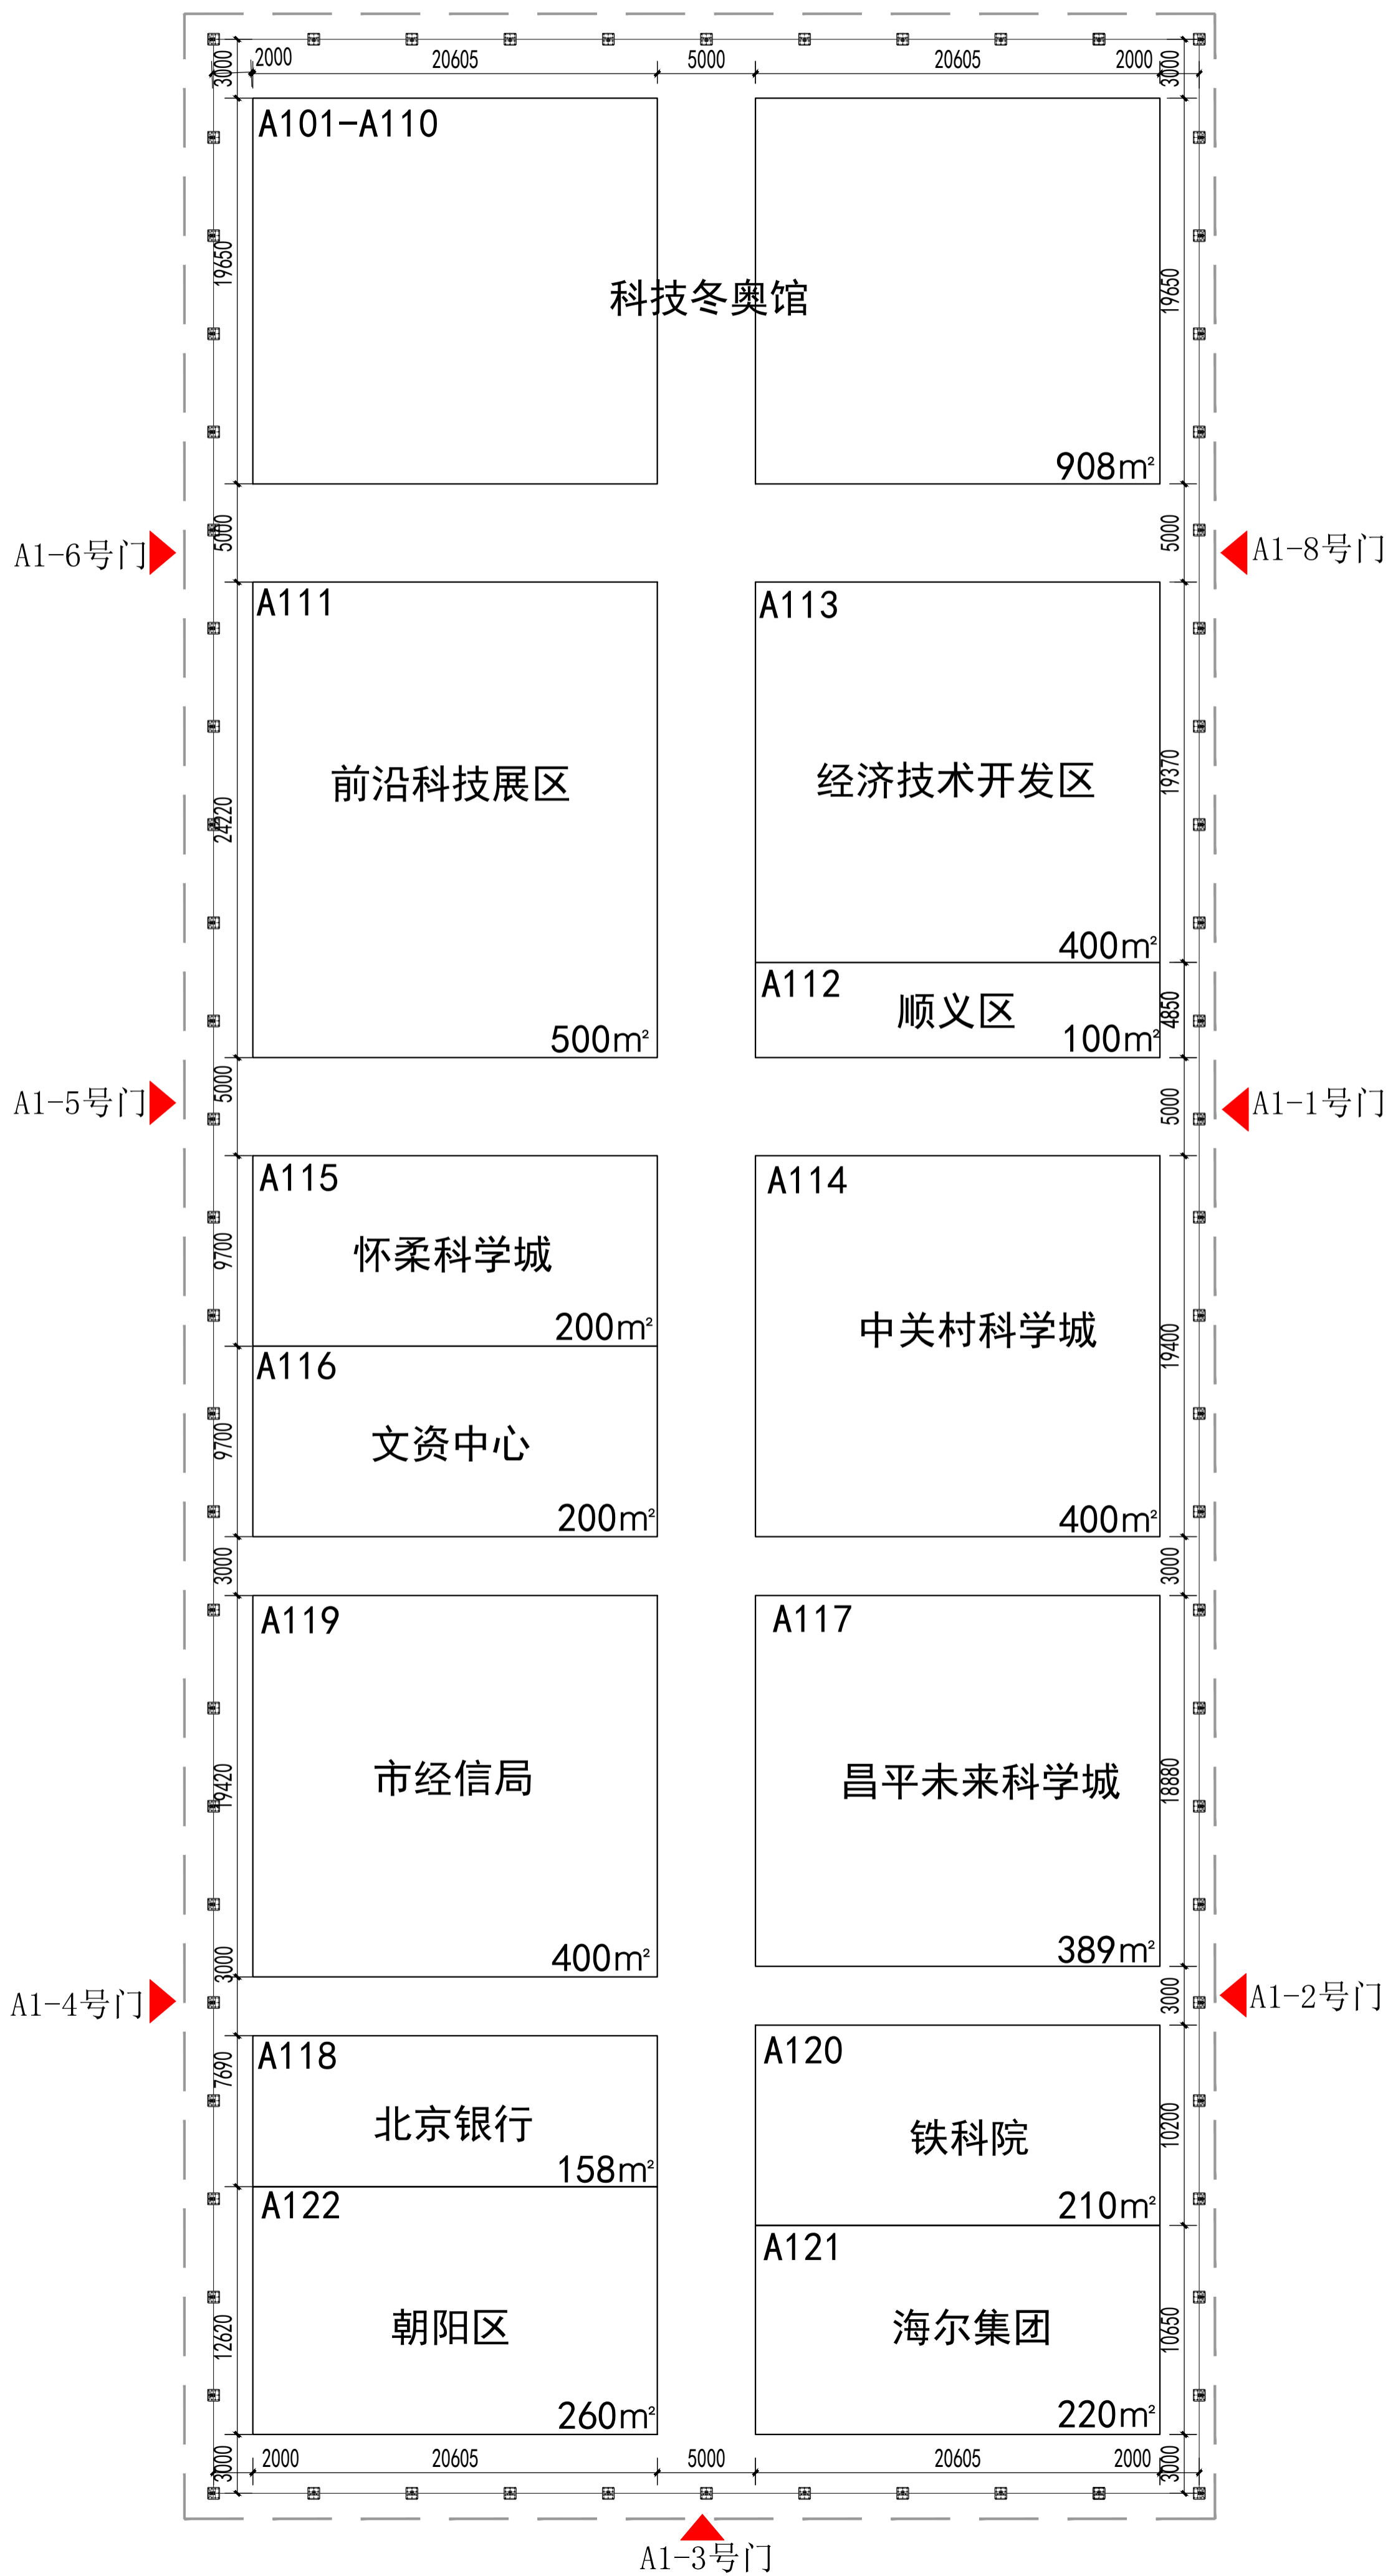 3000
2000
20605
5000
20605
2000
3000
A101-A110
19650
科技冬奥馆
19650
908㎡
5000
5000
A1-6号门
A1-8号门
A111
A113
24220
前沿科技展区
经济技术开发区
19370
400㎡
A112
顺义区
4850
500㎡
100㎡
5000
5000
A1-5号门
A1-1号门
A115
A114
9700
怀柔科学城
200㎡
中关村科学城
19400
A116
9700
文资中心
200㎡
400㎡
3000
3000
A119
A117
19420
市经信局
昌平未来科学城
18880
400㎡
389㎡
3000
3000
A1-4号门
A1-2号门
A118
A120
7690
北京银行
158㎡
铁科院
10200
A122
210㎡
A121
12620
朝阳区
海尔集团
10650
260㎡
220㎡
3000
2000
20605
5000
20605
2000
3000
A1-3号门